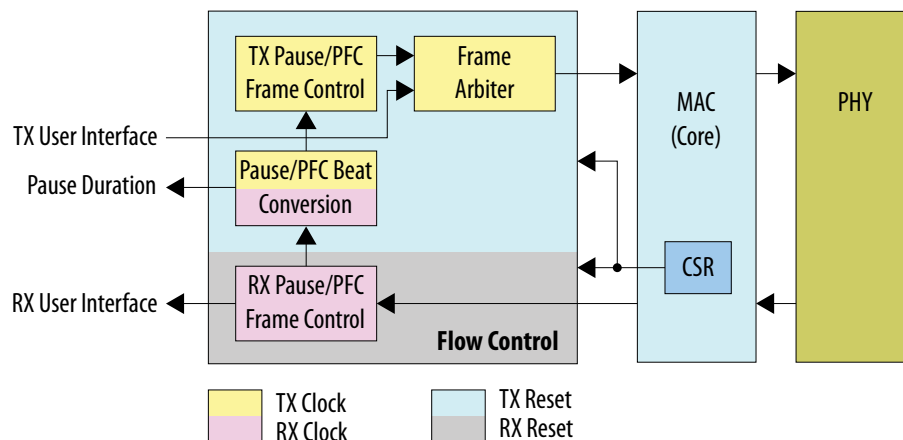 TX Pause/PFC
Frame Control
Frame
Arbiter
MAC
(Core)
PHY
TX User Interface
Pause Duration
Pause/PFC Beat
Conversion
CSR
RX User Interface
RX Pause/PFC
Frame Control
Flow Control
TX Clock
RX Clock
TX Reset
RX Reset